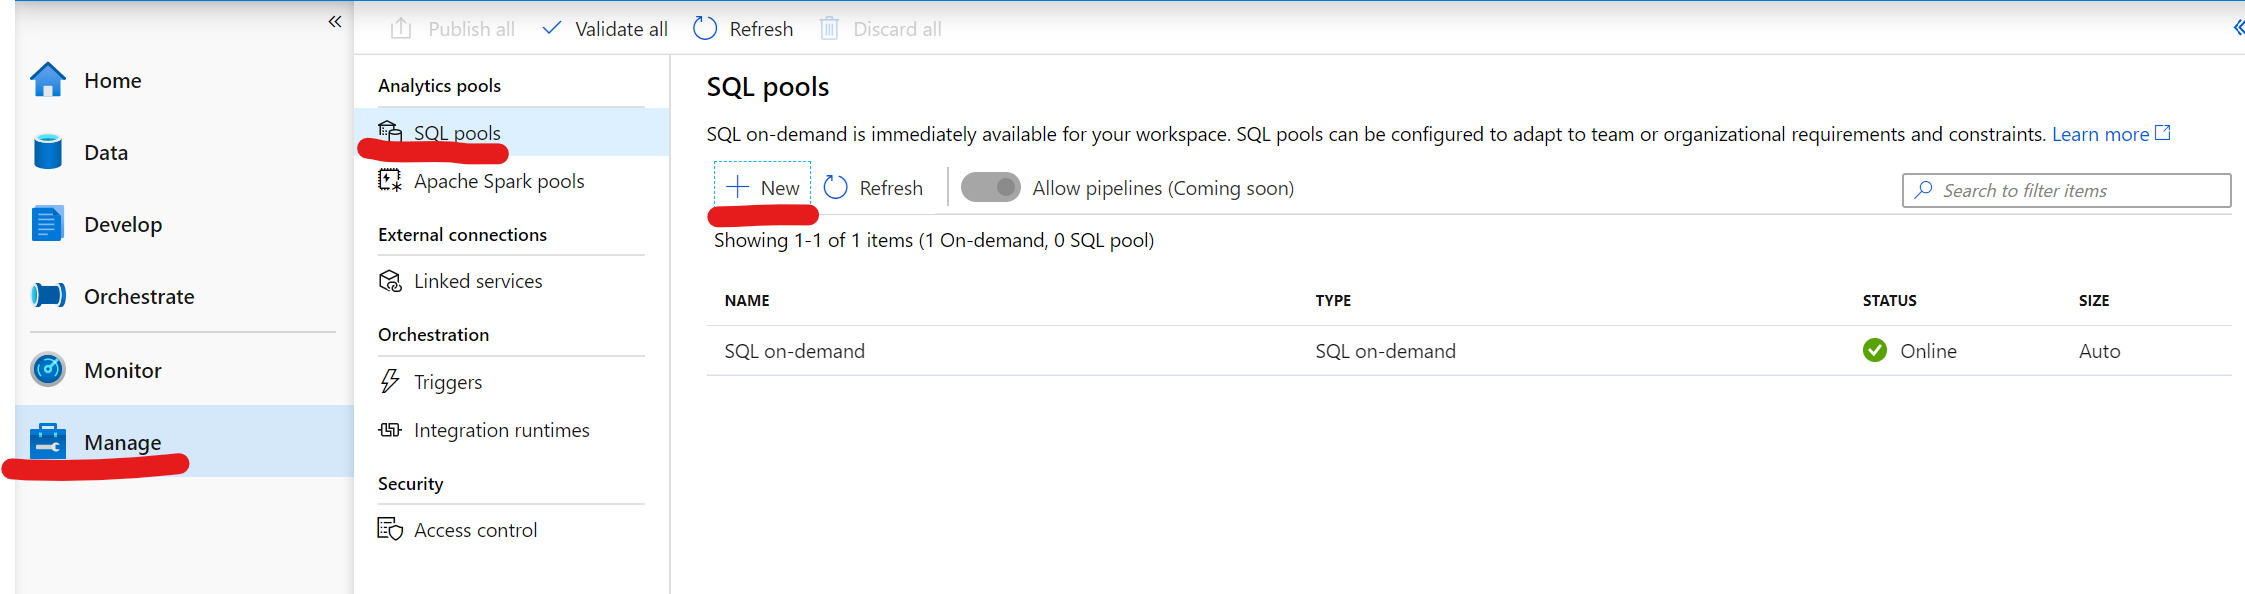 Publish all Validate all Refresh Discard all
Home
Data
Develop
Orchestrate
Monitor
Manage
Analytics pools
SQL pools
Apache Spark pools
External connections
Linked services
Orchestration
Triggers
Integration runtimes
Security
Access control
SQL pools
SQL on-demand is immediately available for your workspace. SQL pools can be configured to adapt to team or organizational requirements and constraints. Learn more
New Refresh Allow pipelines (Coming soon) Search to filter items
Showing 1-1 of 1 items (1 On-demand, 0 SQL pool)
NAME TYPE STATUS SIZE
SQL on-demand SQL on-demand Online Auto